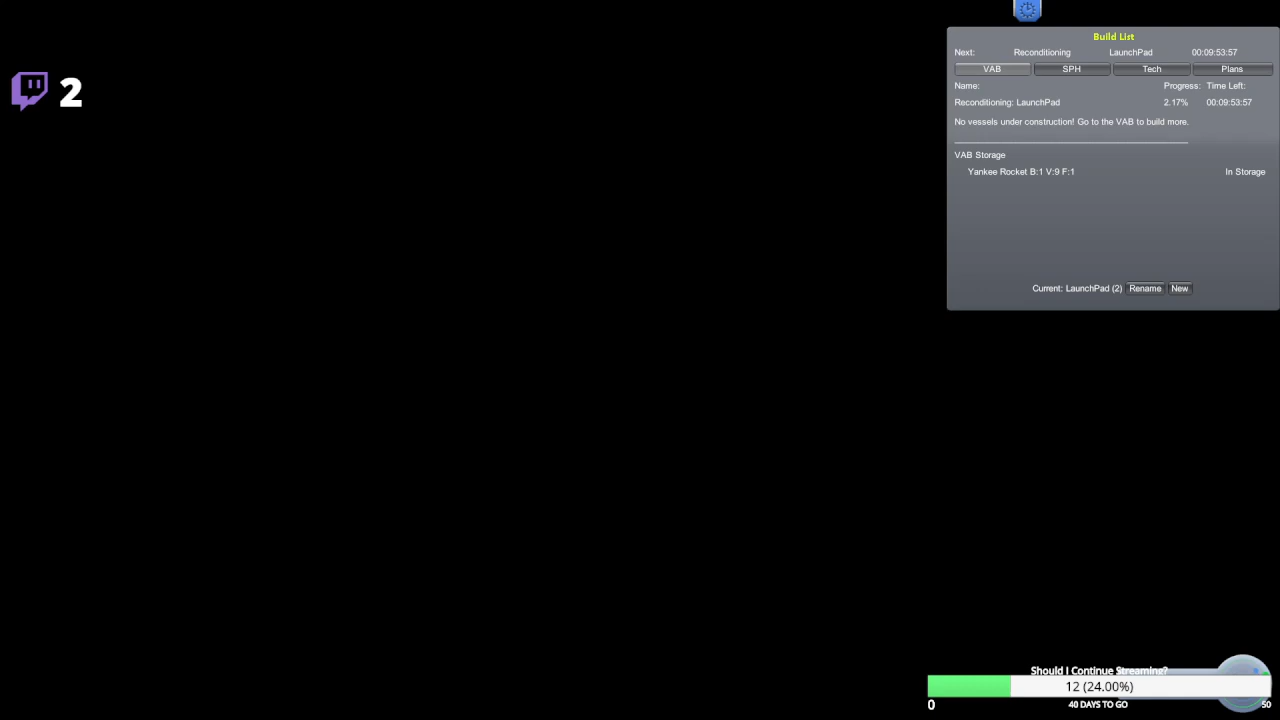 2
Build List
Next: Reconditioning LaunchPad 00:09:53:57
VAB SPH Tech Plans
Name: Progress: Time Left:
Reconditioning: LaunchPad 2.17% 00:09:53:57
No vessels under construction! Go to the VAB to build more.
VAB Storage
Yankee Rocket B:1 V:9 F:1 In Storage
Current: LaunchPad (2) Rename New
Should I Continue Streaming?
12 (24.00%)
0 40 DAYS TO GO 50